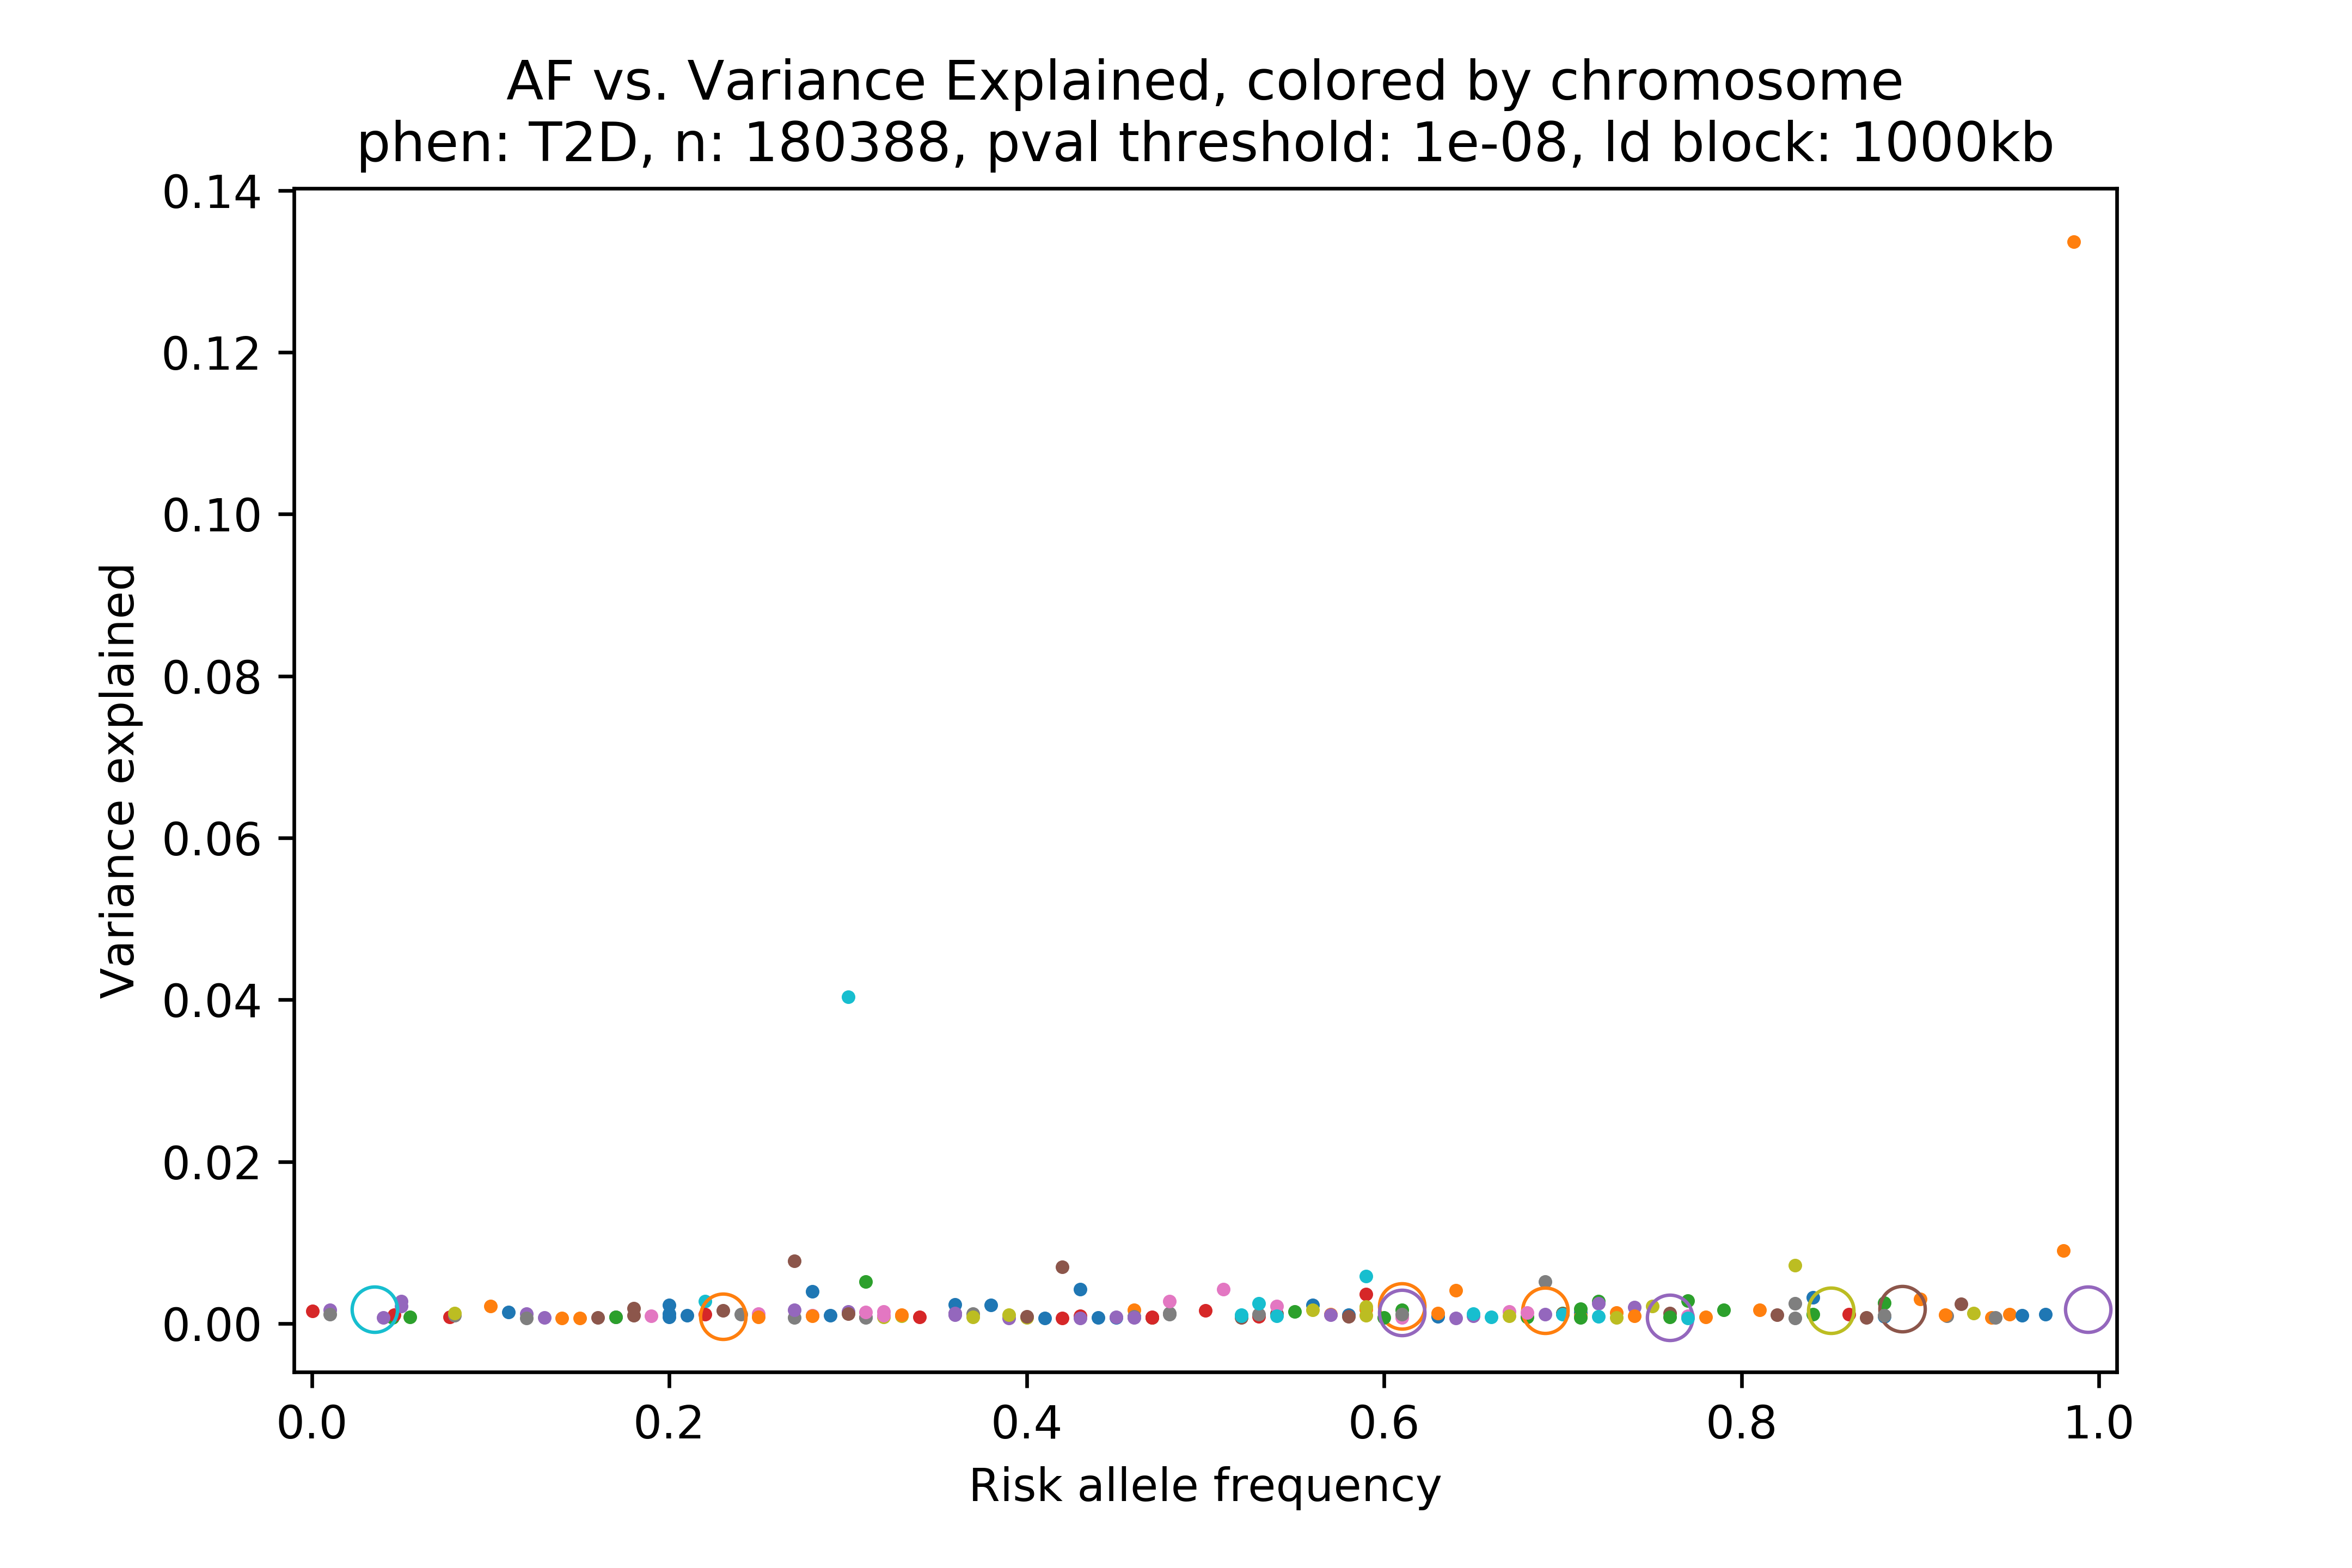 AF vs. Variance Explained, colored by chromosome
phen: T2D, n: 180388, pval threshold: 1e-08, ld block: 1000kb
0.14
0.12
0.10
0.08
0.06
0.04
0.02
0.00
Variance explained
0.0 0.2 0.4 0.6 0.8 1.0
Risk allele frequency